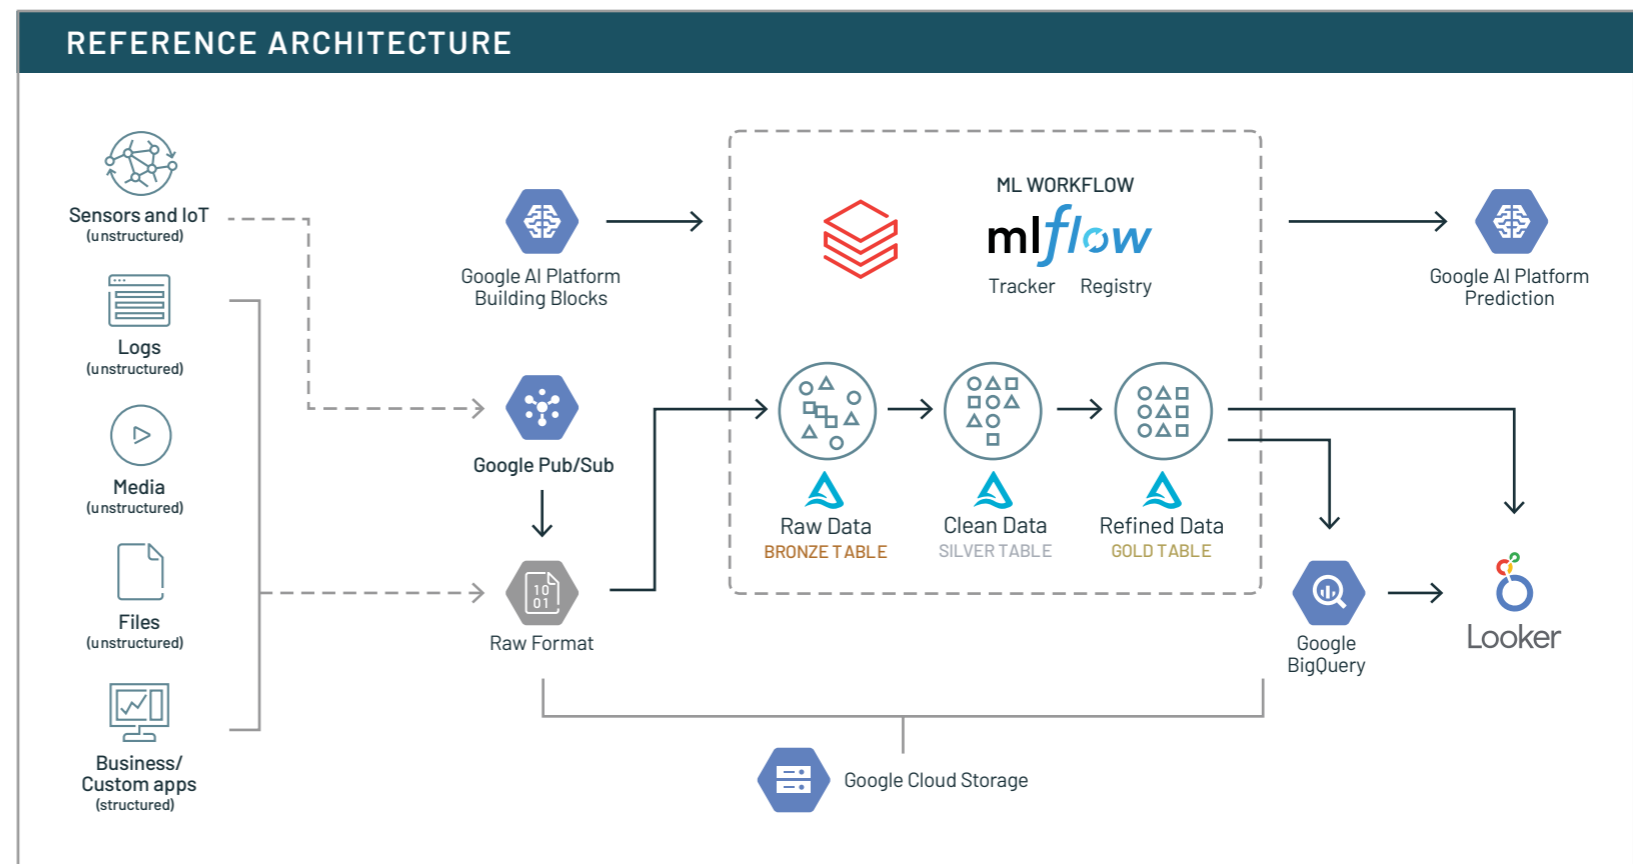 REFERENCE ARCHITECTURE
Sensors and IoT
(unstructured)
Logs
(unstructured)
Media
(unstructured)
Files
(unstructured)
Business/
Custom apps
(structured)
Google AI Platform
Building Blocks
Google Pub/Sub
10
01
Raw Format
ML WORKFLOW
mlflow
Tracker Registry
Raw Data
BRONZE TABLE
Clean Data
SILVER TABLE
Refined Data
GOLD TABLE
Google AI Platform
Prediction
Google
BigQuery
Looker
Google Cloud Storage